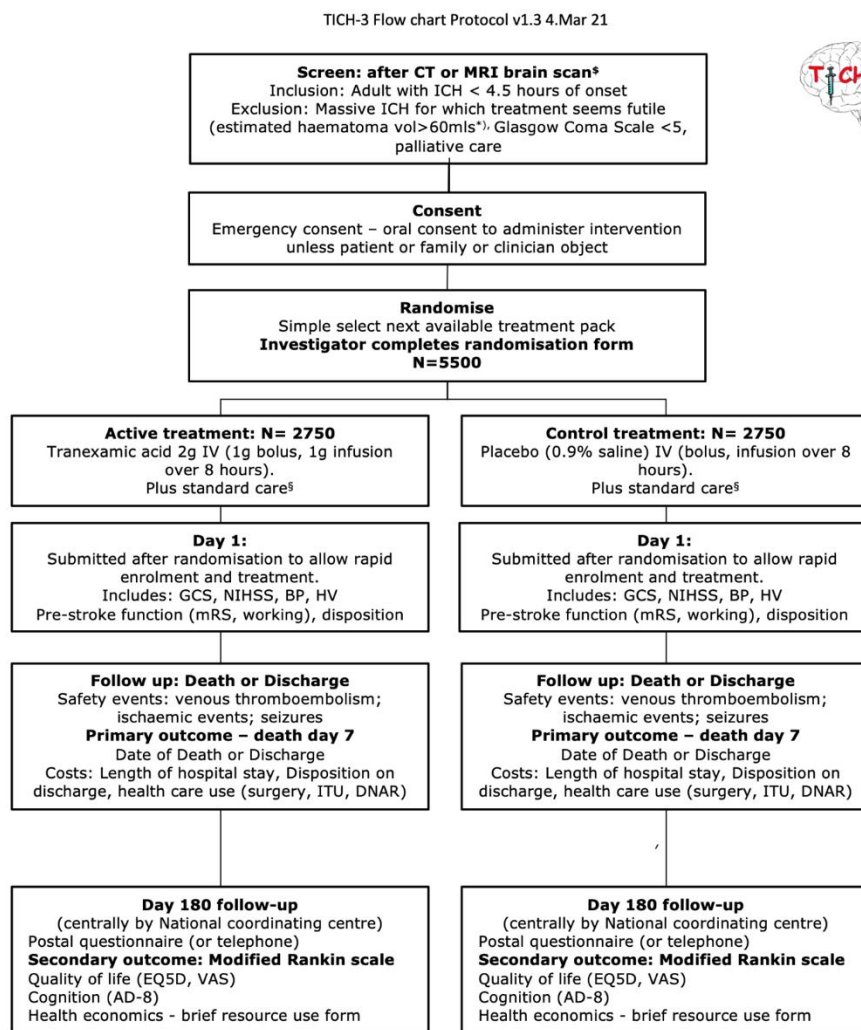 TICH-3 Flow chart Protocol v1.3 4.Mar 21
TICH
Screen: after CT or MRI brain scan$
Inclusion: Adult with ICH < 4.5 hours of onset
Exclusion: Massive ICH for which treatment seems futile
(estimated haematoma vol>60mls*), Glasgow Coma Scale <5,
palliative care
Consent
Emergency consent – oral consent to administer intervention
unless patient or family or clinician object
Randomise
Simple select next available treatment pack
Investigator completes randomisation form
N=5500
Active treatment: N= 2750
Tranexamic acid 2g IV (1g bolus, 1g infusion
over 8 hours).
Plus standard care§
Control treatment: N= 2750
Placebo (0.9% saline) IV (bolus, infusion over 8
hours).
Plus standard care§
Day 1:
Submitted after randomisation to allow rapid
enrolment and treatment.
Includes: GCS, NIHSS, BP, HV
Pre-stroke function (mRS, working), disposition
Day 1:
Submitted after randomisation to allow rapid
enrolment and treatment.
Includes: GCS, NIHSS, BP, HV
Pre-stroke function (mRS, working), disposition
Follow up: Death or Discharge
Safety events: venous thromboembolism;
ischaemic events; seizures
Primary outcome – death day 7
Date of Death or Discharge
Costs: Length of hospital stay, Disposition on
discharge, health care use (surgery, ITU, DNAR)
Follow up: Death or Discharge
Safety events: venous thromboembolism;
ischaemic events; seizures
Primary outcome – death day 7
Date of Death or Discharge
Costs: Length of hospital stay, Disposition on
discharge, health care use (surgery, ITU, DNAR)
Day 180 follow-up
(centrally by National coordinating centre)
Postal questionnaire (or telephone)
Secondary outcome: Modified Rankin scale
Quality of life (EQ5D, VAS)
Cognition (AD-8)
Health economics - brief resource use form
Day 180 follow-up
(centrally by National coordinating centre)
Postal questionnaire (or telephone)
Secondary outcome: Modified Rankin scale
Quality of life (EQ5D, VAS)
Cognition (AD-8)
Health economics - brief resource use form